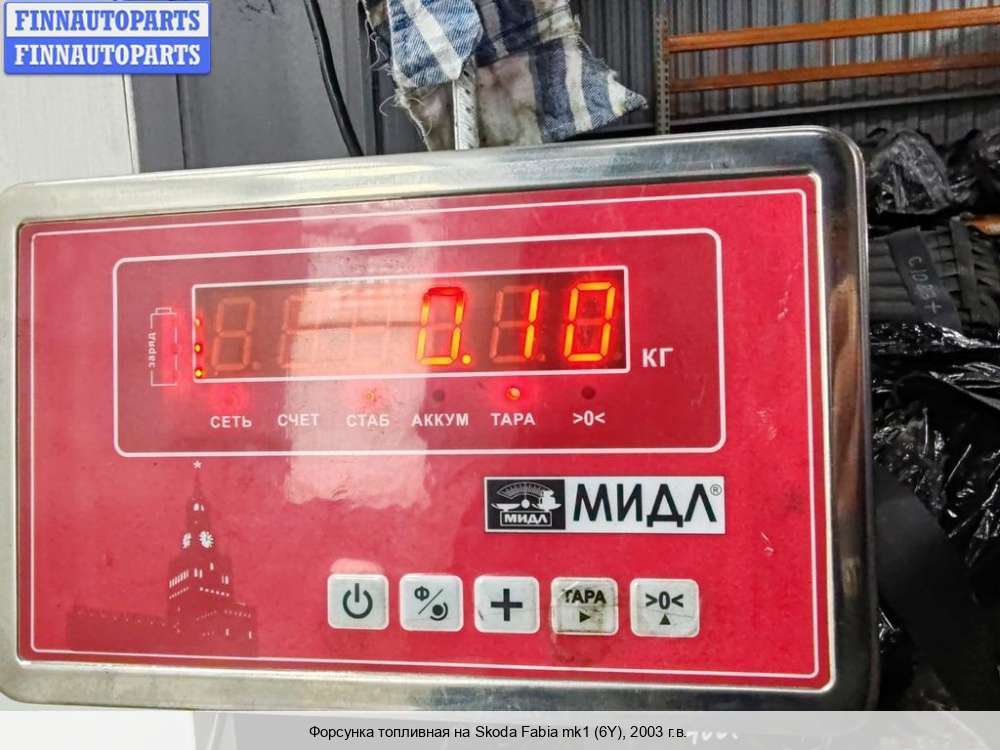 FINNAUTOPARTS
FINNAUTOPARTS
0.10
КГ
заряд
СЕТЬ СЧЕТ СТАБ АККУМ ТАРА >0<
МИДЛ
МИДЛ®
Ф
ТАРА
>0<
Форсунка топливная на Skoda Fabia mk1 (6Y), 2003 г.в.